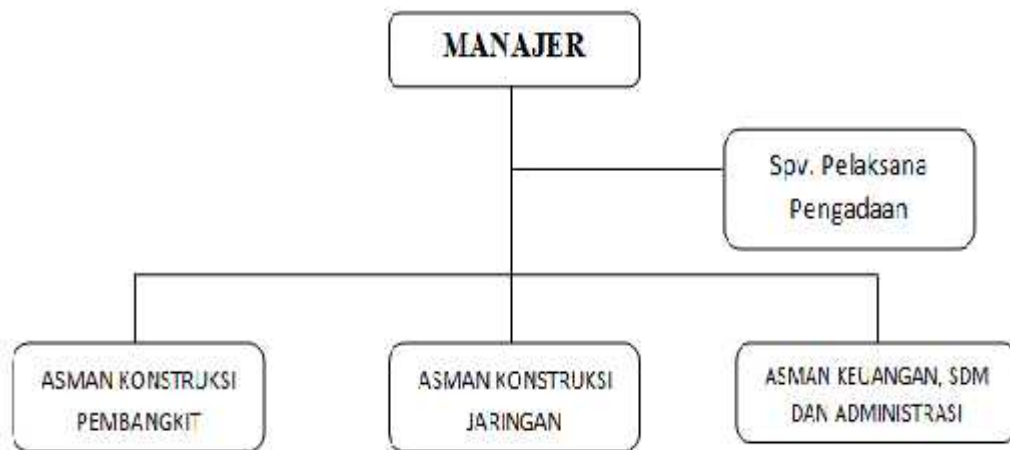 MANAJER
Spv. Pelaksana
Pengadaan
ASMAN KONSTRUKSI
PEMBANGKIT
ASMAN KONSTRUKSI
JARINGAN
ASMAN KEUANGAN, SDM
DAN ADMINISTRASI